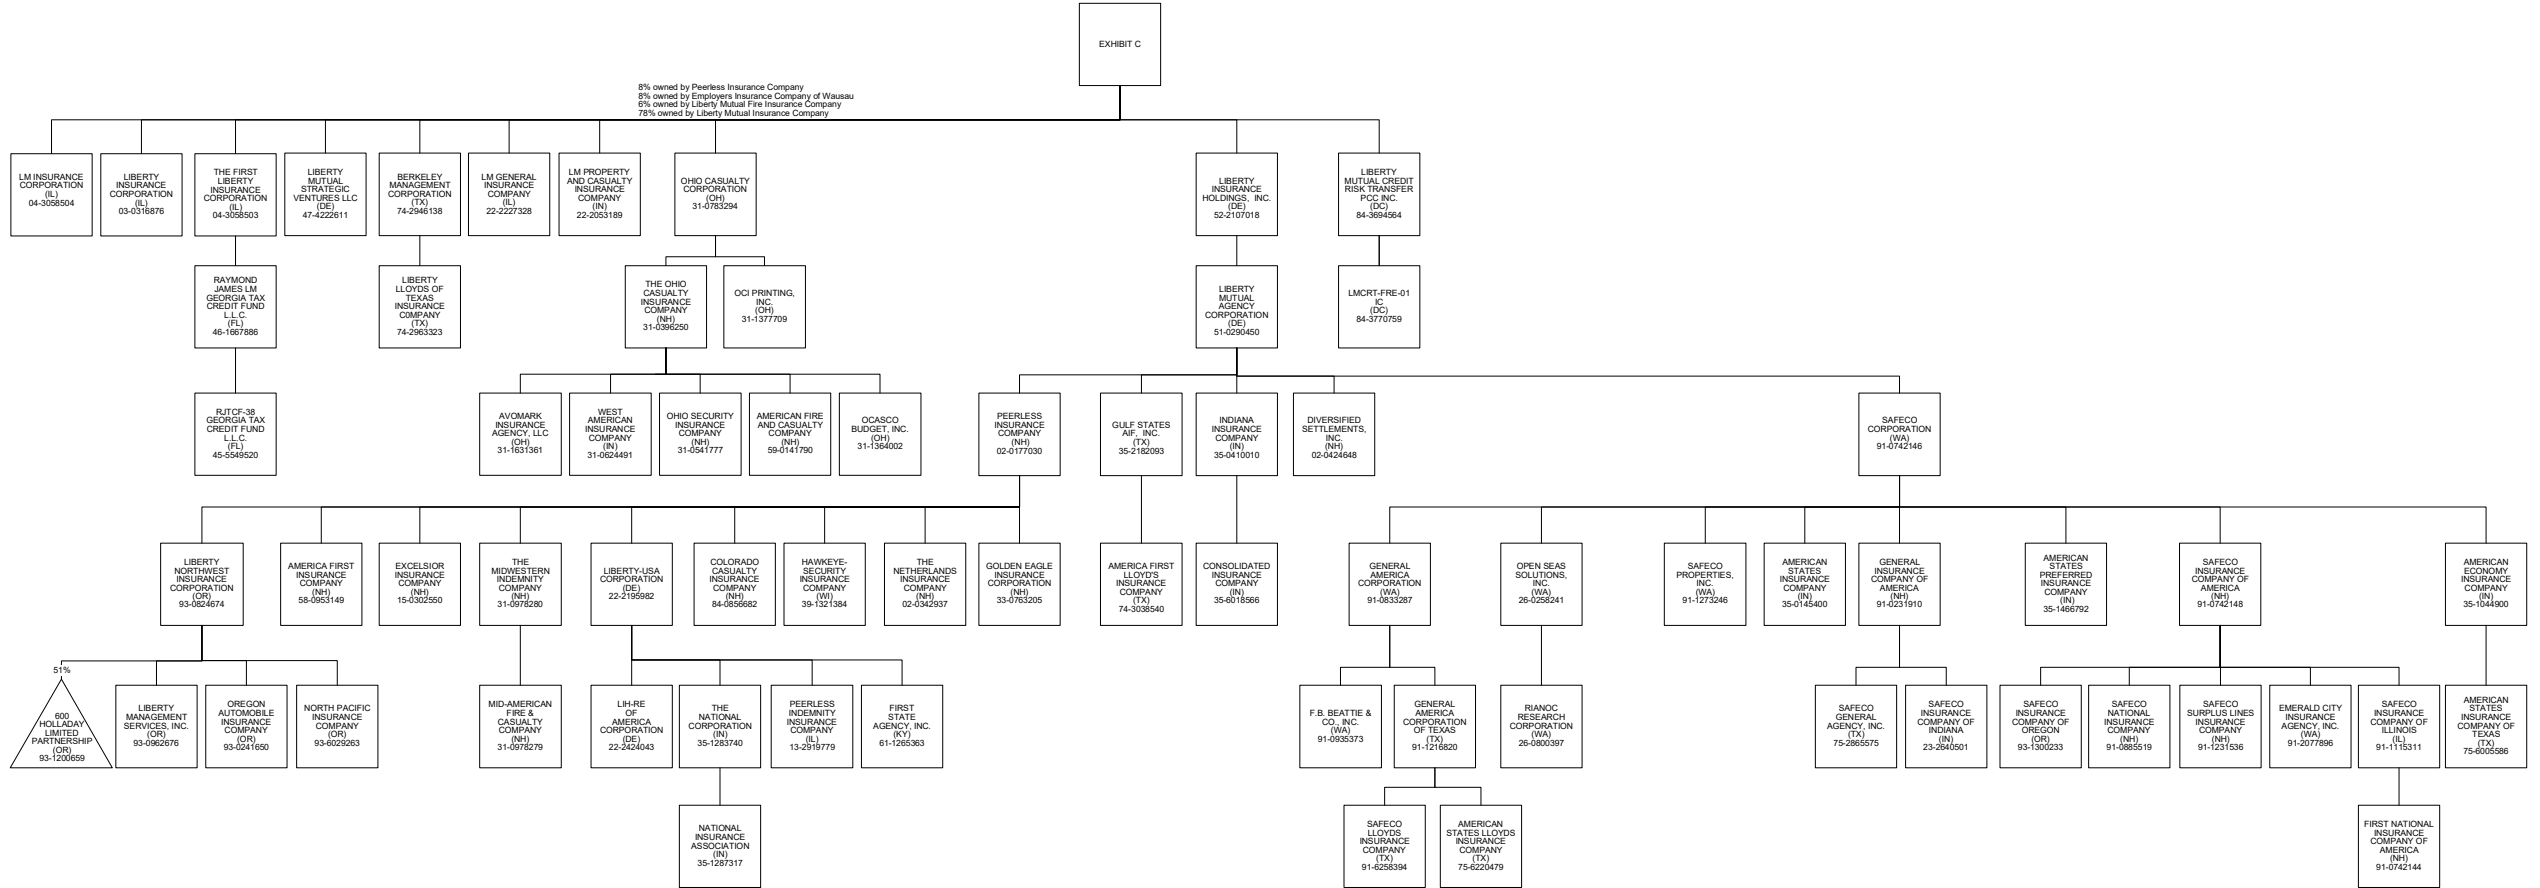 EXHIBIT C
8% owned by Peerless Insurance Company
8% owned by Employers Insurance Company of Wausau
6% owned by Liberty Mutual Fire Insurance Company
78% owned by Liberty Mutual Insurance Company
LM INSURANCE
CORPORATION
(IL)
04-3058504
LIBERTY
INSURANCE
CORPORATION
(IL)
03-0316876
THE FIRST
LIBERTY
INSURANCE
CORPORATION
(IL)
04-3058503
LIBERTY
MUTUAL
STRATEGIC
VENTURES LLC
(DE)
47-4222611
BERKELEY
MANAGEMENT
CORPORATION
(TX)
74-2946138
LM GENERAL
INSURANCE
COMPANY
(IL)
22-2227328
LM PROPERTY
AND CASUALTY
INSURANCE
COMPANY
(IN)
22-2053189
OHIO CASUALTY
CORPORATION
(OH)
31-0783294
LIBERTY
INSURANCE
HOLDINGS, INC.
(DE)
52-2107018
LIBERTY
MUTUAL CREDIT
RISK TRANSFER
PCC INC.
(DC)
84-3694564
RAYMOND
JAMES LM
GEORGIA TAX
CREDIT FUND
L.L.C.
(FL)
46-1667886
LIBERTY
LLOYDS OF
TEXAS
INSURANCE
C0MPANY
(TX)
74-2963323
THE OHIO
CASUALTY
INSURANCE
COMPANY
(NH)
31-0396250
OCI PRINTING,
INC.
(OH)
31-1377709
LIBERTY
MUTUAL
AGENCY
CORPORATION
(DE)
51-0290450
LMCRT-FRE-01
IC
(DC)
84-3770759
RJTCF-38
GEORGIA TAX
CREDIT FUND
L.L.C.
(FL)
45-5549520
AVOMARK
INSURANCE
AGENCY, LLC
(OH)
31-1631361
WEST
AMERICAN
INSURANCE
COMPANY
(IN)
31-0624491
OHIO SECURITY
INSURANCE
COMPANY
(NH)
31-0541777
AMERICAN FIRE
AND CASUALTY
COMPANY
(NH)
59-0141790
OCASCO
BUDGET, INC.
(OH)
31-1364002
PEERLESS
INSURANCE
COMPANY
(NH)
02-0177030
GULF STATES
AIF, INC.
(TX)
35-2182093
INDIANA
INSURANCE
COMPANY
(IN)
35-0410010
DIVERSIFIED
SETTLEMENTS,
INC.
(NH)
02-0424648
SAFECO
CORPORATION
(WA)
91-0742146
LIBERTY
NORTHWEST
INSURANCE
CORPORATION
(OR)
93-0824674
AMERICA FIRST
INSURANCE
COMPANY
(NH)
58-0953149
EXCELSIOR
INSURANCE
COMPANY
(NH)
15-0302550
THE
MIDWESTERN
INDEMNITY
COMPANY
(NH)
31-0978280
LIBERTY-USA
CORPORATION
(DE)
22-2195982
COLORADO
CASUALTY
INSURANCE
COMPANY
(NH)
84-0856682
HAWKEYE-
SECURITY
INSURANCE
COMPANY
(WI)
39-1321384
THE
NETHERLANDS
INSURANCE
COMPANY
(NH)
02-0342937
GOLDEN EAGLE
INSURANCE
CORPORATION
(NH)
33-0763205
AMERICA FIRST
LLOYD'S
INSURANCE
COMPANY
(TX)
74-3038540
CONSOLIDATED
INSURANCE
COMPANY
(IN)
35-6018566
GENERAL
AMERICA
CORPORATION
(WA)
91-0833287
OPEN SEAS
SOLUTIONS,
INC.
(WA)
26-0258241
SAFECO
PROPERTIES,
INC.
(WA)
91-1273246
AMERICAN
STATES
INSURANCE
COMPANY
(IN)
35-0145400
GENERAL
INSURANCE
COMPANY OF
AMERICA
(NH)
91-0231910
AMERICAN
STATES
PREFERRED
INSURANCE
COMPANY
(IN)
35-1466792
SAFECO
INSURANCE
COMPANY OF
AMERICA
(NH)
91-0742148
AMERICAN
ECONOMY
INSURANCE
COMPANY
(IN)
35-1044900
51%
600
HOLLADAY
LIMITED
PARTNERSHIP
(OR)
93-1200659
LIBERTY
MANAGEMENT
SERVICES, INC.
(OR)
93-0962676
OREGON
AUTOMOBILE
INSURANCE
COMPANY
(OR)
93-0241650
NORTH PACIFIC
INSURANCE
COMPANY
(OR)
93-6029263
MID-AMERICAN
FIRE &
CASUALTY
COMPANY
(NH)
31-0978279
LIH-RE
OF
AMERICA
CORPORATION
(DE)
22-2424043
THE
NATIONAL
CORPORATION
(IN)
35-1283740
PEERLESS
INDEMNITY
INSURANCE
COMPANY
(IL)
13-2919779
FIRST
STATE
AGENCY, INC.
(KY)
61-1265363
F.B. BEATTIE &
CO., INC.
(WA)
91-0935373
GENERAL
AMERICA
CORPORATION
OF TEXAS
(TX)
91-1216820
RIANOC
RESEARCH
CORPORATION
(WA)
26-0800397
SAFECO
GENERAL
AGENCY, INC.
(TX)
75-2865575
SAFECO
INSURANCE
COMPANY OF
INDIANA
(IN)
23-2640501
SAFECO
INSURANCE
COMPANY OF
OREGON
(OR)
93-1300233
SAFECO
NATIONAL
INSURANCE
COMPANY
(NH)
91-0885519
SAFECO
SURPLUS LINES
INSURANCE
COMPANY
(NH)
91-1231536
EMERALD CITY
INSURANCE
AGENCY, INC.
(WA)
91-2077896
SAFECO
INSURANCE
COMPANY OF
ILLINOIS
(IL)
91-1115311
AMERICAN
STATES
INSURANCE
COMPANY OF
TEXAS
(TX)
75-6005586
NATIONAL
INSURANCE
ASSOCIATION
(IN)
35-1287317
SAFECO
LLOYDS
INSURANCE
COMPANY
(TX)
91-6258394
AMERICAN
STATES LLOYDS
INSURANCE
COMPANY
(TX)
75-6220479
FIRST NATIONAL
INSURANCE
COMPANY OF
AMERICA
(NH)
91-0742144